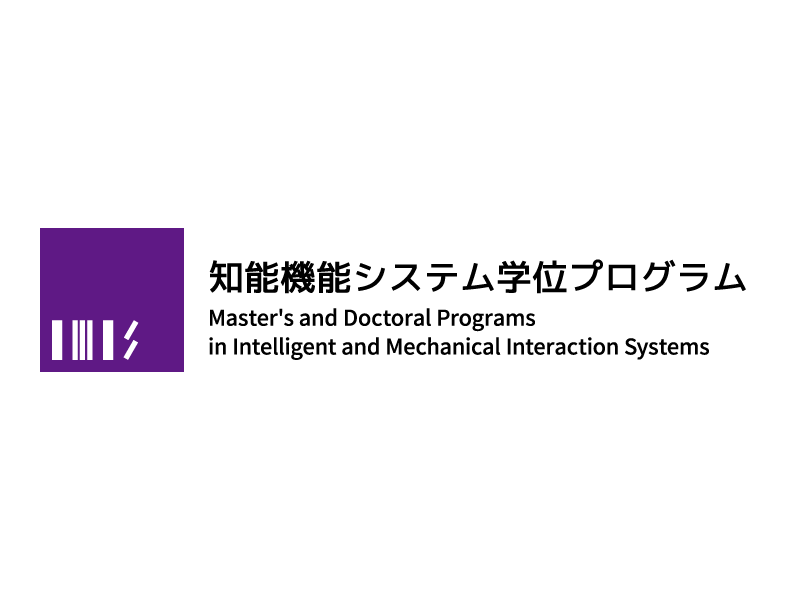 IMIS
知能機能システム学位プログラム
Master's and Doctoral Programs
in Intelligent and Mechanical Interaction Systems